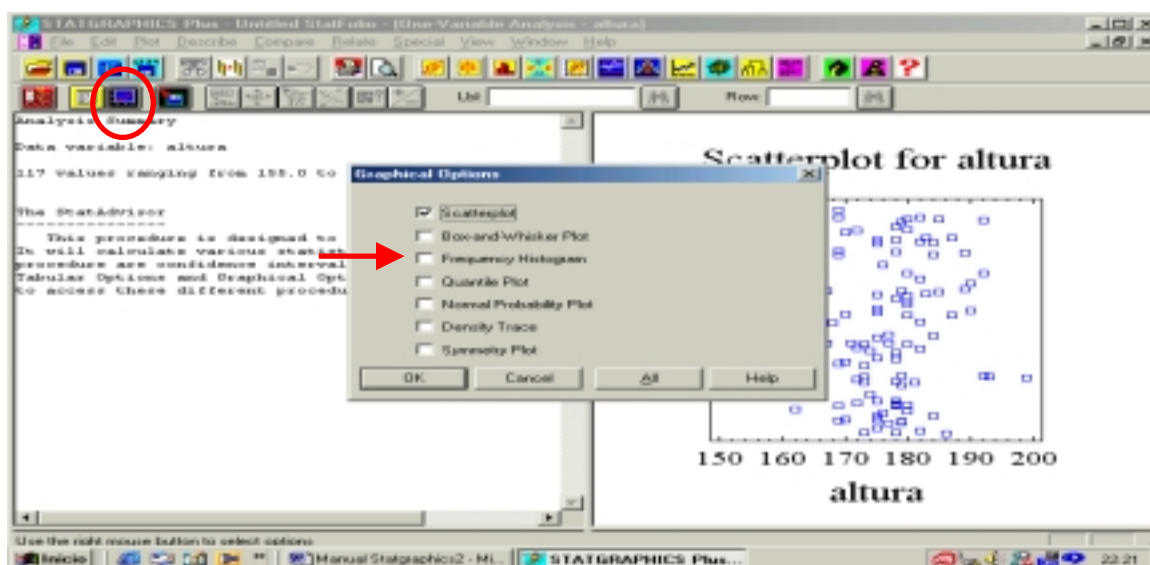 STATGRAPHICS Plus - Untitled StatFolio - [One-Variable Analysis - altura]
File Edit Plot Describe Compare Relate Special View Window Help
Row:
Analysis Summary
Data variable: altura
117 values ranging from 155.0 to
The StatAdvisor
This procedure is designed to
It will calculate various statist
procedure are confidence interval
Tabular Options and Graphical Opt
to access these different procedu
Graphical Options
Scatterplot
Box-and-Whisker Plot
Frequency Histogram
Quantile Plot
Normal Probability Plot
Density Trace
Symmetry Plot
OK Cancel All Help
Scatterplot for altura
150 160 170 180 190 200
altura
Use the right mouse button to select options
Inicio Manual Statgraphics2 - Mi... STATGRAPHICS Plus... 22:21